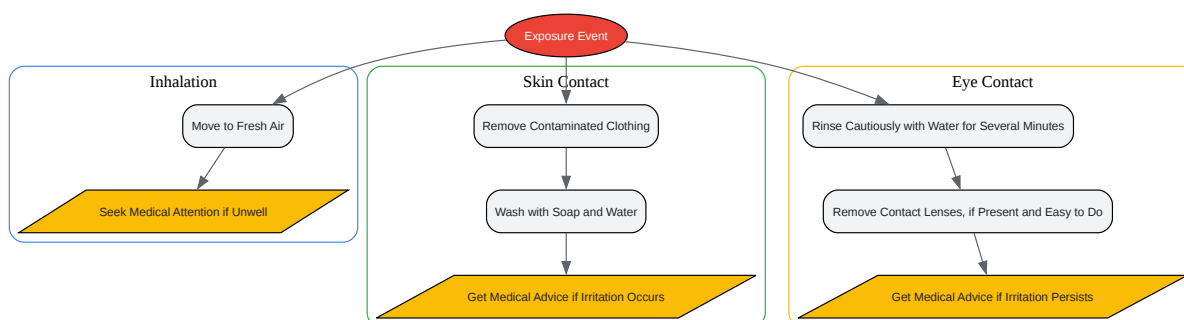 Exposure Event
Inhalation
Skin Contact
Eye Contact
Move to Fresh Air
Remove Contaminated Clothing
Rinse Cautiously with Water for Several Minutes
Seek Medical Attention if Unwell
Wash with Soap and Water
Remove Contact Lenses, if Present and Easy to Do
Get Medical Advice if Irritation Occurs
Get Medical Advice if Irritation Persists